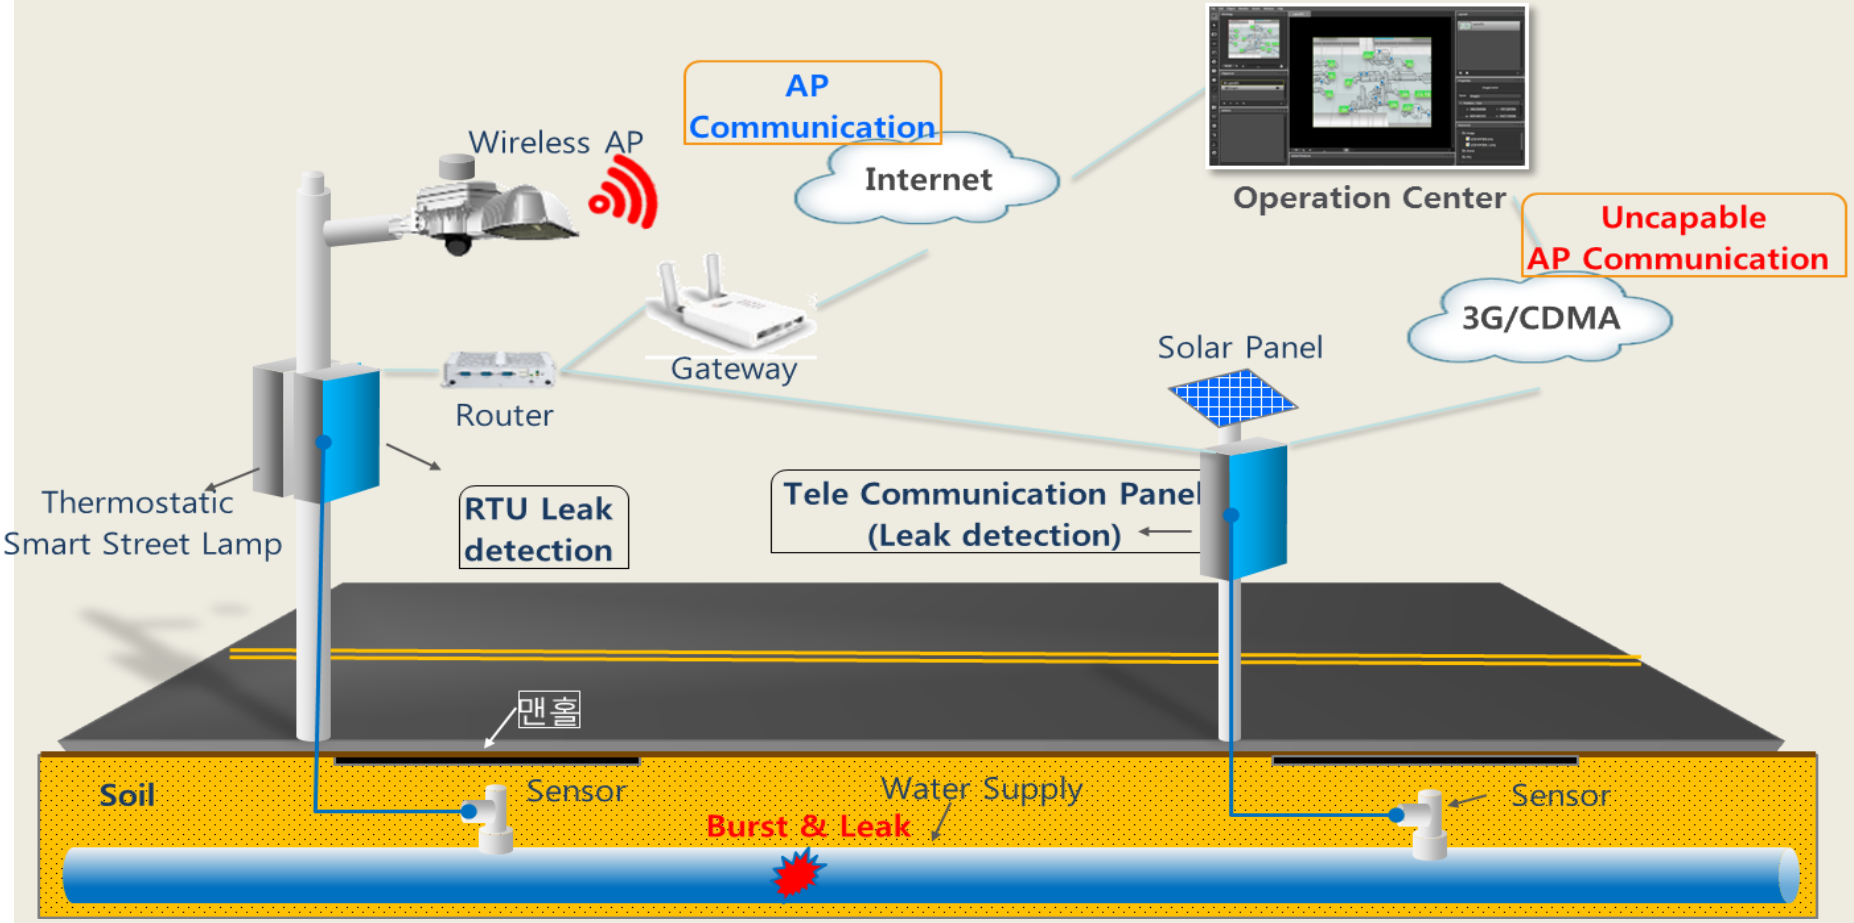 AP
Communication
Wireless AP
Internet
Operation Center
Uncapable
AP Communication
3G/CDMA
Solar Panel
Gateway
Router
Thermostatic
Smart Street Lamp
RTU Leak
detection
Tele Communication Panel
(Leak detection)
맨홀
Soil
Sensor
Water Supply
Burst & Leak
Sensor